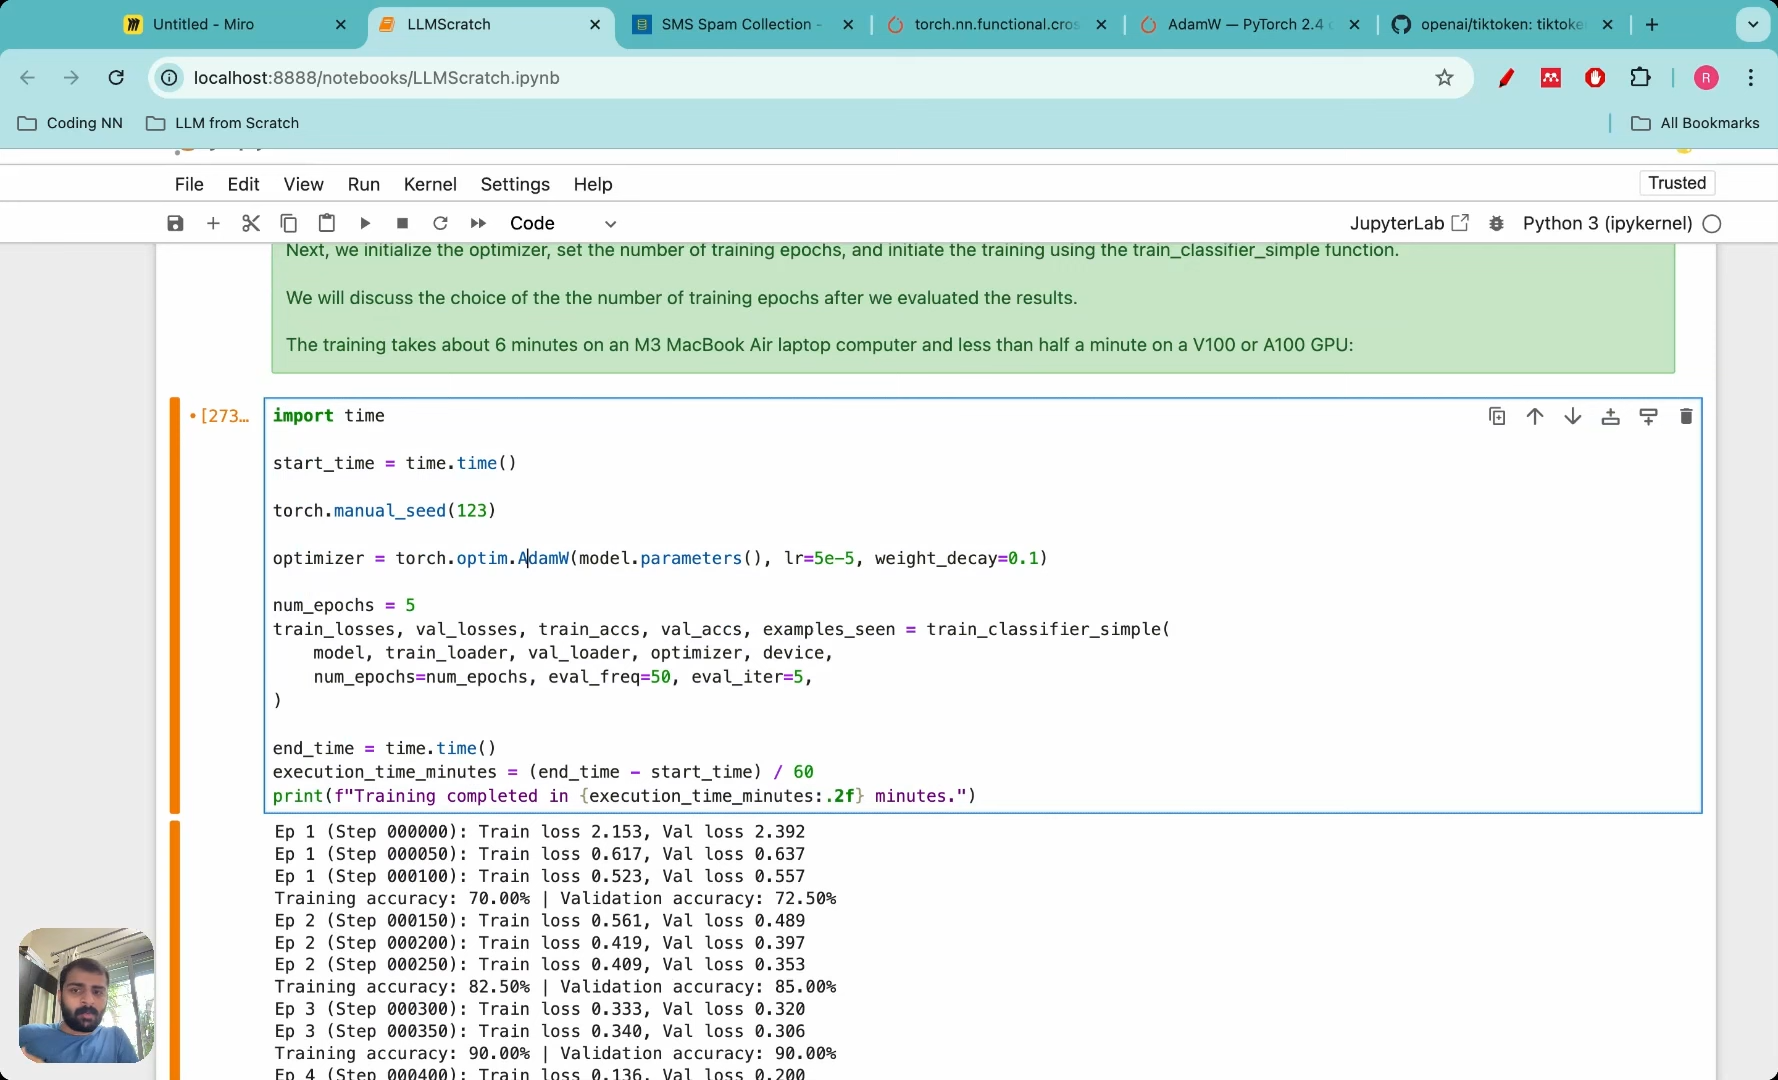 Untitled - Miro
LLMScratch
SMS Spam Collection -
torch.nn.functional.cros
AdamW — PyTorch 2.4
openai/tiktoken: tiktoke
localhost:8888/notebooks/LLMScratch.ipynb
R
Coding NN
LLM from Scratch
All Bookmarks
File Edit View Run Kernel Settings Help
Trusted
Code
JupyterLab
Python 3 (ipykernel)
Next, we initialize the optimizer, set the number of training epochs, and initiate the training using the train_classifier_simple function.
We will discuss the choice of the the number of training epochs after we evaluated the results.
The training takes about 6 minutes on an M3 MacBook Air laptop computer and less than half a minute on a V100 or A100 GPU:
•[273…
import time
start_time = time.time()
torch.manual_seed(123)
optimizer = torch.optim.AdamW(model.parameters(), lr=5e-5, weight_decay=0.1)
num_epochs = 5
train_losses, val_losses, train_accs, val_accs, examples_seen = train_classifier_simple(
    model, train_loader, val_loader, optimizer, device,
    num_epochs=num_epochs, eval_freq=50, eval_iter=5,
)
end_time = time.time()
execution_time_minutes = (end_time - start_time) / 60
print(f"Training completed in {execution_time_minutes:.2f} minutes.")
Ep 1 (Step 000000): Train loss 2.153, Val loss 2.392
Ep 1 (Step 000050): Train loss 0.617, Val loss 0.637
Ep 1 (Step 000100): Train loss 0.523, Val loss 0.557
Training accuracy: 70.00% | Validation accuracy: 72.50%
Ep 2 (Step 000150): Train loss 0.561, Val loss 0.489
Ep 2 (Step 000200): Train loss 0.419, Val loss 0.397
Ep 2 (Step 000250): Train loss 0.409, Val loss 0.353
Training accuracy: 82.50% | Validation accuracy: 85.00%
Ep 3 (Step 000300): Train loss 0.333, Val loss 0.320
Ep 3 (Step 000350): Train loss 0.340, Val loss 0.306
Training accuracy: 90.00% | Validation accuracy: 90.00%
Ep 4 (Step 000400): Train loss 0.136, Val loss 0.200